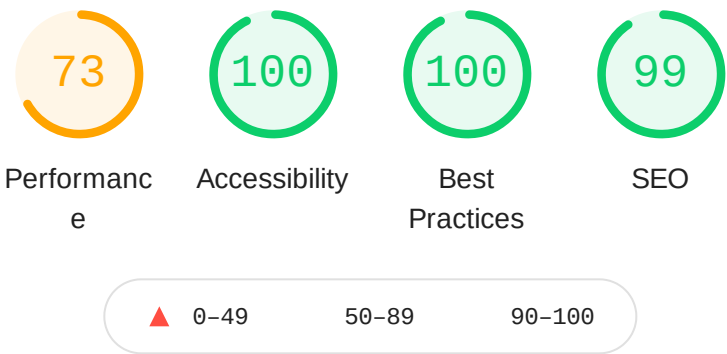 73 100 100 99
Performanc Accessibility Best SEO
e Practices
0–49 50–89 90–100